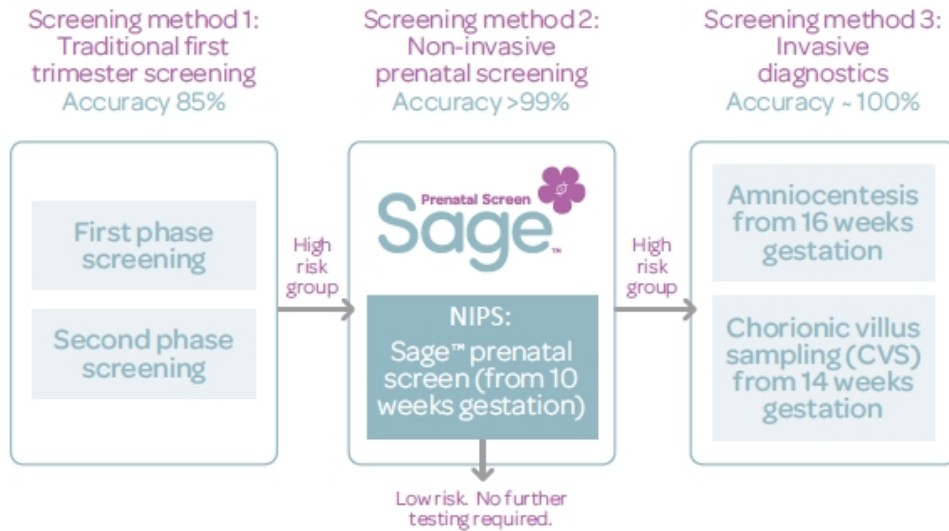 Screening method 1:
Traditional first
trimester screening
Accuracy 85%
First phase
screening
Second phase
screening
High
risk
group
Screening method 2:
Non-invasive
prenatal screening
Accuracy >99%
Prenatal Screen
Sage™
NIPS:
Sage™ prenatal
screen (from 10
weeks gestation)
Low risk. No further
testing required.
High
risk
group
Screening method 3:
Invasive
diagnostics
Accuracy ~ 100%
Amniocentesis
from 16 weeks
gestation
Chorionic villus
sampling (CVS)
from 14 weeks
gestation